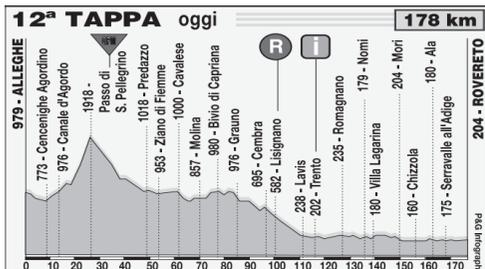 12ª TAPPA oggi
178 km
979 - ALLEGHE
773 - Cencenighe Agordino
976 - Canale d'Agordo
1918 -
Passo di
S. Pellegrino
1018 - Predazzo
953 - Ziano di Fiemme
1000 - Cavalese
857 - Molina
980 - Bivio di Capriana
976 - Grauno
695 - Cembra
R
582 - Lisignano
238 - Lavis
i
202 - Trento
235 - Romagnano
179 - Nomi
180 - Villa Lagarina
204 - Mori
160 - Chizzola
180 - Ala
175 - Serravalle all'Adige
204 - ROVERETO
P&G Infograph
0 10 20 30 40 50 60 70 80 90 100 110 120 130 140 150 160 170